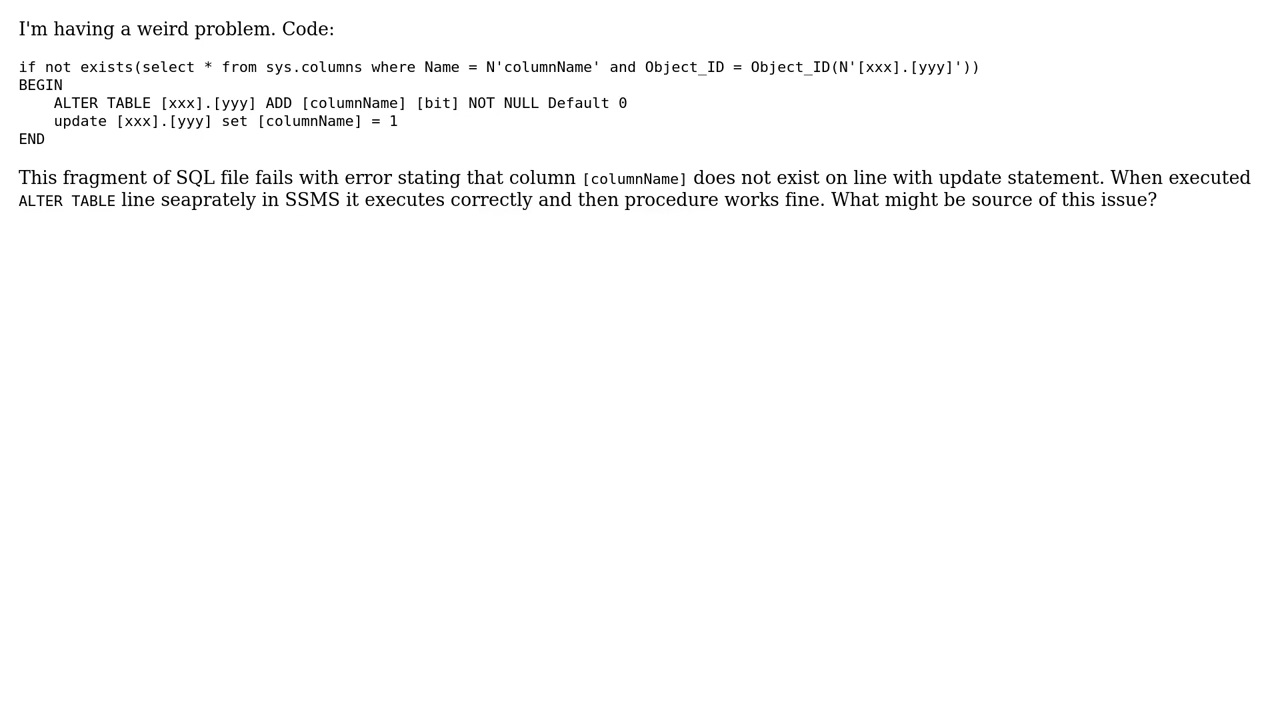 I'm having a weird problem. Code:
if not exists(select * from sys.columns where Name = N'columnName' and Object_ID = Object_ID(N'[xxx].[yyy]'))
BEGIN
    ALTER TABLE [xxx].[yyy] ADD [columnName] [bit] NOT NULL Default 0
    update [xxx].[yyy] set [columnName] = 1
END
This fragment of SQL file fails with error stating that column [columnName] does not exist on line with update statement. When executed
ALTER TABLE line seaprately in SSMS it executes correctly and then procedure works fine. What might be source of this issue?